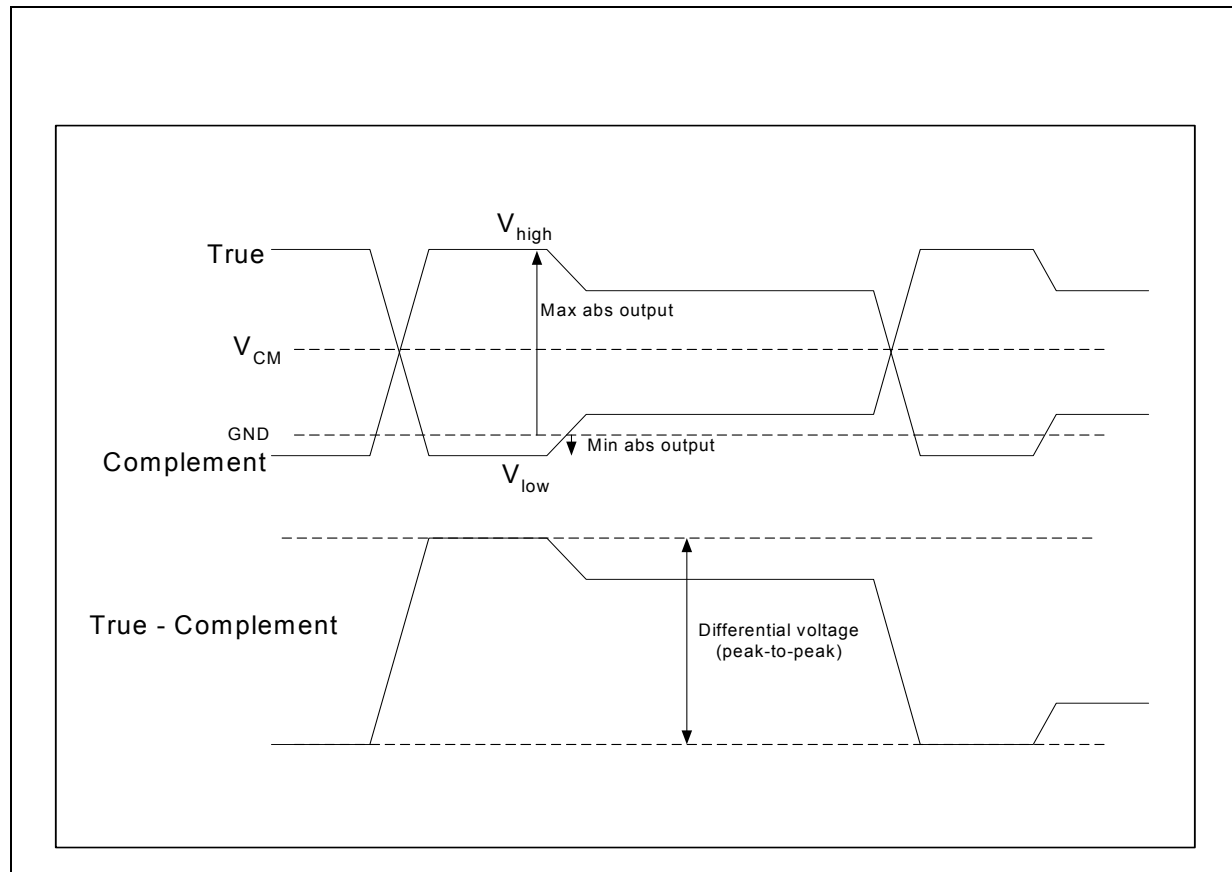 V_high
True
Max abs output
V_CM
GND
Min abs output
Complement
V_low
True - Complement
Differential voltage
(peak-to-peak)